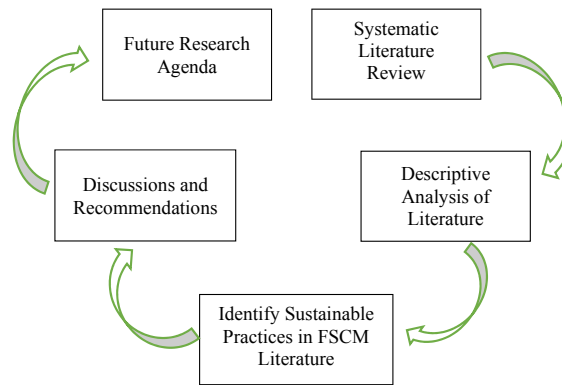 Future Research
Agenda
Systematic
Literature
Review
Descriptive
Analysis of
Literature
Identify Sustainable
Practices in FSCM
Literature
Discussions and
Recommendations